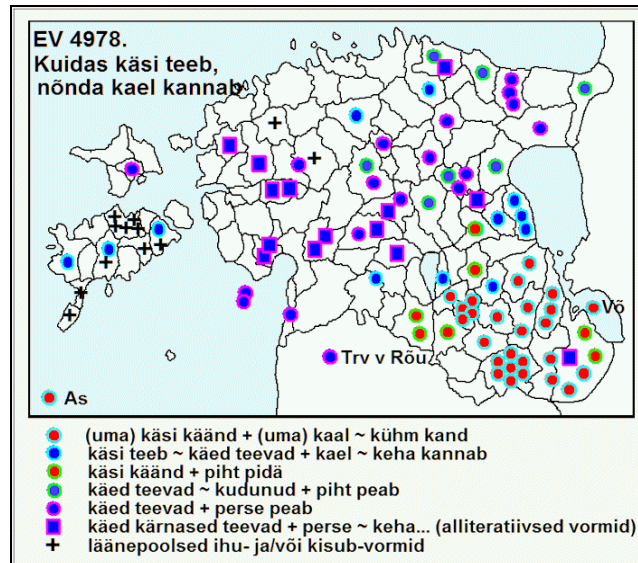 EV 4978.
Kuidas käsi teeb,
nõnda kael kannab
Võ
Trv v Rõu
As
(uma) käsi käänd + (uma) kaal ~ kühm kand
käsi teeb ~ käed teevad + kael ~ keha kannab
käsi käänd + piht pidä
käed teevad ~ kudunud + piht peab
käed teevad + perse peab
käed kärnased teevad + perse ~ keha... (alliteratiivsed vormid)
läänepoolsed ihu- ja/või kisub-vormid